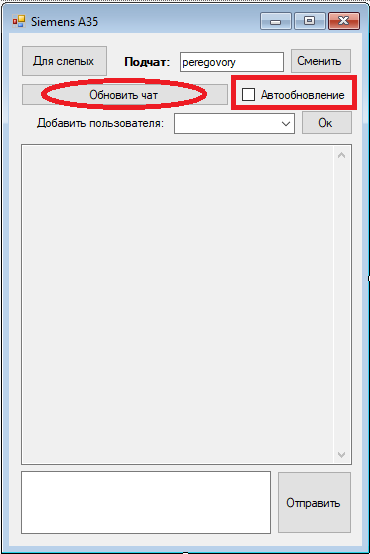 Siemens A35
Для слепых Подчат: peregovory Сменить
Обновить чат Автообновление
Добавить пользователя: Ок
Отправить